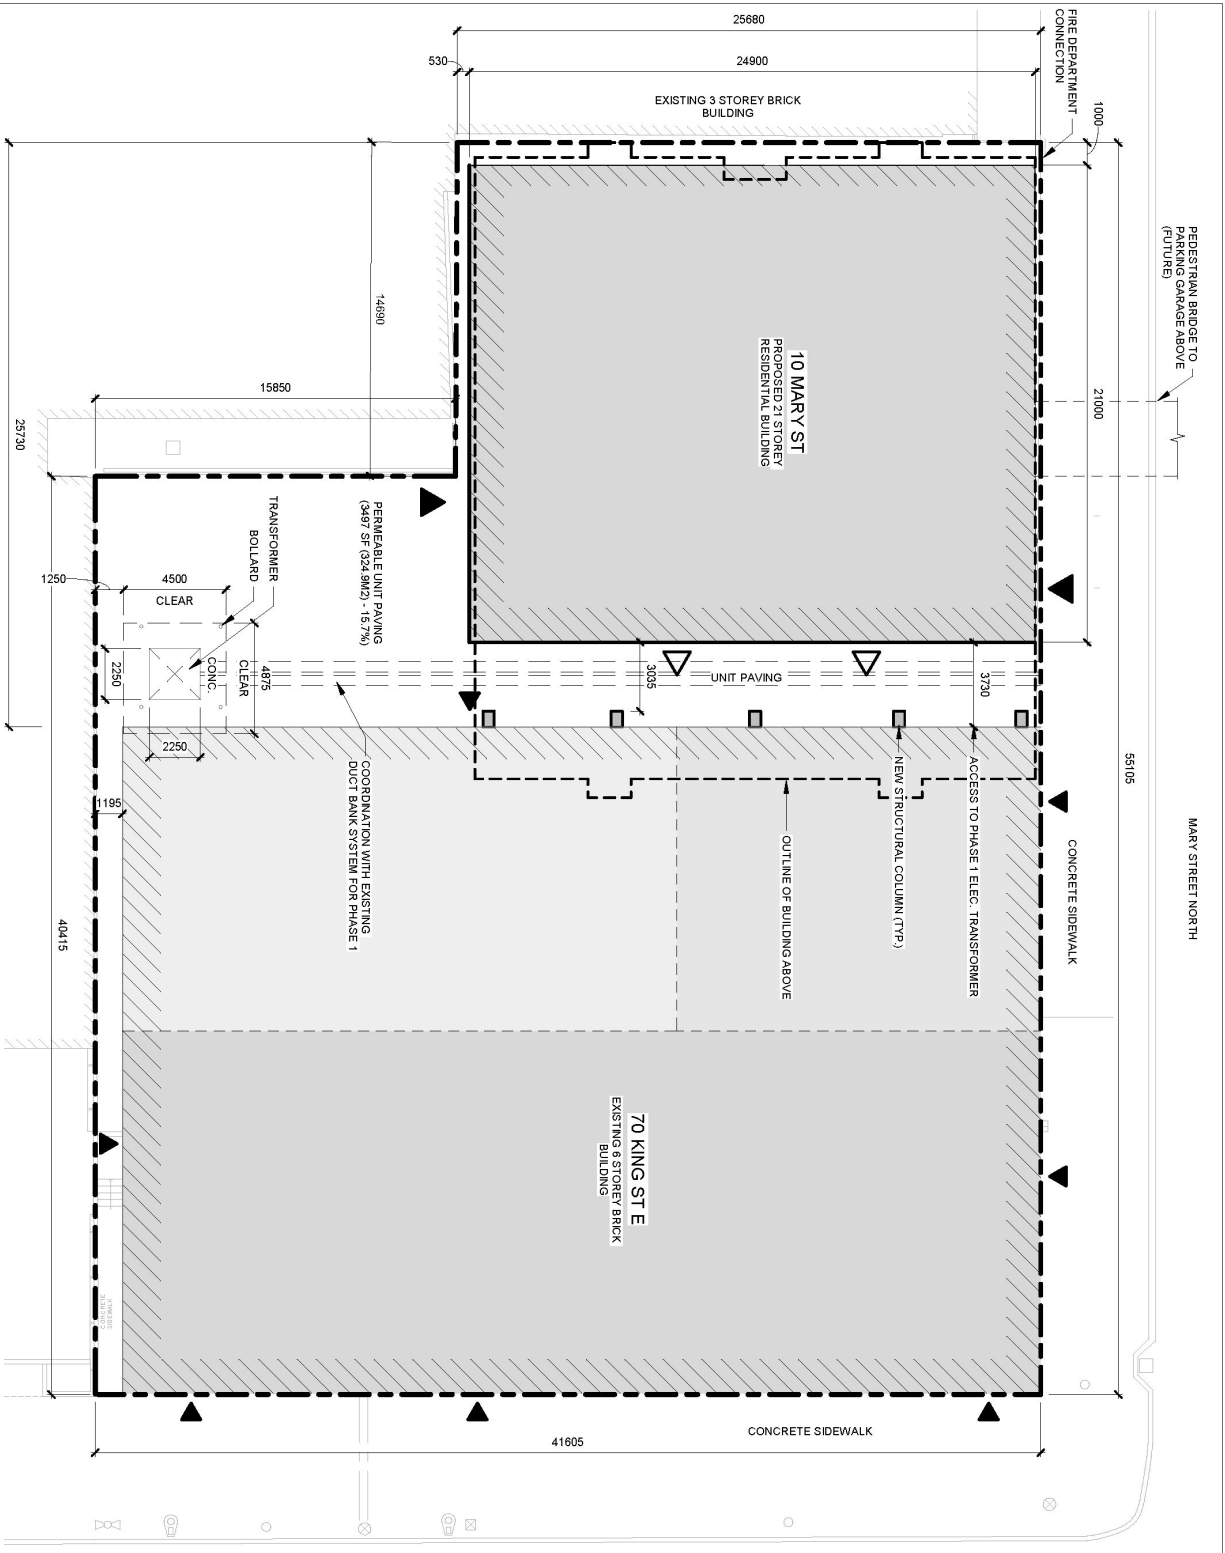 25680
530
24900
FIRE DEPARTMENT
CONNECTION
1000
EXISTING 3 STOREY BRICK
BUILDING
PEDESTRIAN BRIDGE TO
PARKING GARAGE ABOVE
(FUTURE)
14690
10 MARY ST
PROPOSED 21 STOREY
RESIDENTIAL BUILDING
21000
15850
25730
PERMEABLE UNIT PAVING
(3497 SF (324.9M2) - 15.7%)
TRANSFORMER
BOLLARD
1250
4500
CLEAR
4875
CLEAR
CONC.
2250
2250
3035
UNIT PAVING
3730
55105
1195
COORDINATION WITH EXISTING
DUCT BANK SYSTEM FOR PHASE 1
OUTLINE OF BUILDING ABOVE
NEW STRUCTURAL COLUMN (TYP.)
ACCESS TO PHASE 1 ELEC. TRANSFORMER
CONCRETE SIDEWALK
MARY STREET NORTH
40415
70 KING ST E
EXISTING 6 STOREY BRICK
BUILDING
CONCRETE
SIDEWALK
CONCRETE SIDEWALK
41605